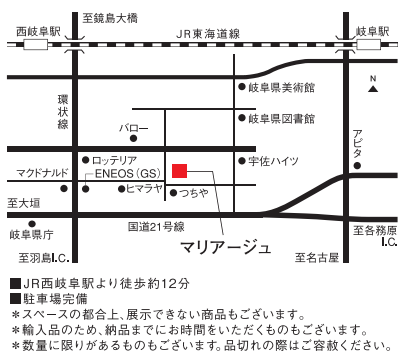 至鏡島大橋
西岐阜駅
JR東海道線
岐阜駅
N
岐阜県美術館
環状線
岐阜県図書館
バロー
アピタ
ロッテリア
宇佐ハイツ
マクドナルド
ENEOS(GS)
ヒマラヤ
つちや
至大垣
国道21号線
岐阜県庁
マリアージュ
至各務原I.C.
至羽島I.C.
至名古屋
■JR西岐阜駅より徒歩約12分
■駐車場完備
*スペースの都合上、展示できない商品もございます。
*輸入品のため、納品までにお時間をいただくものもございます。
*数量に限りがあるものもございます。品切れの際はご容赦ください。